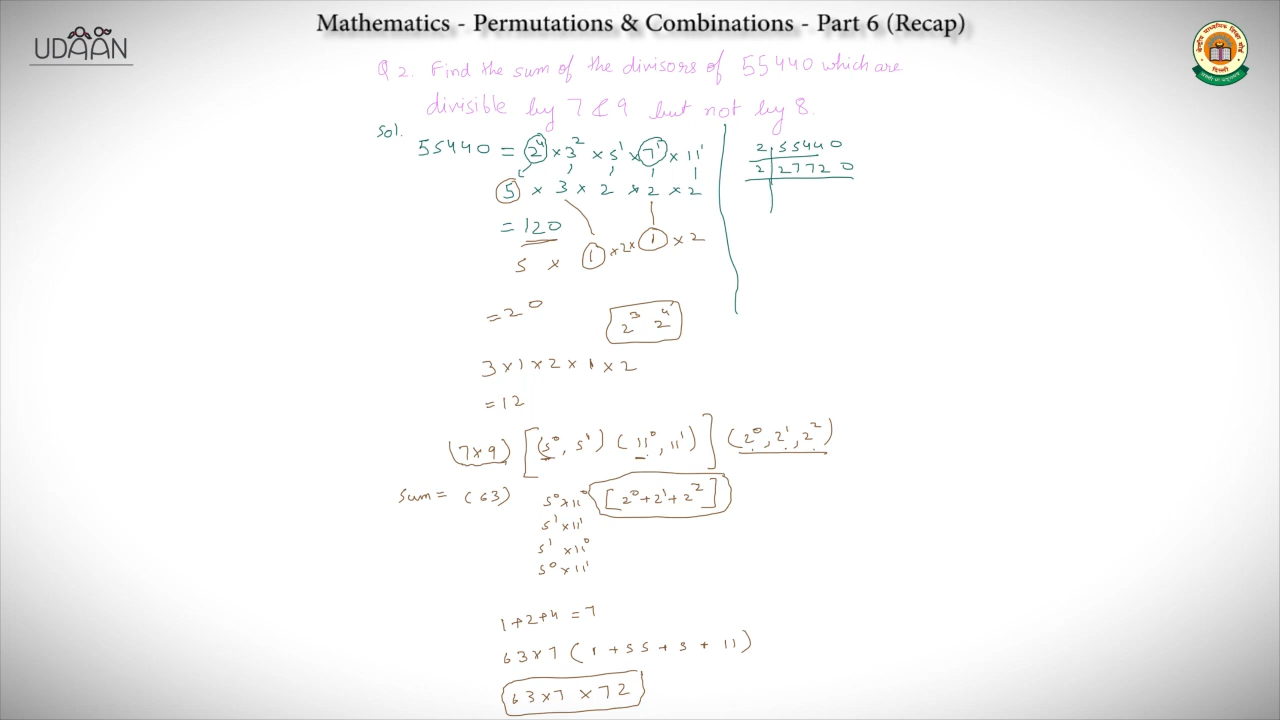 Mathematics - Permutations & Combinations - Part 6 (Recap)
UDAAN
Q 2. Find the sum of the divisors of 55440 which are
divisible by 7 & 9 but not by 8.
Sol.
55440 = 2⁴ × 3² × 5¹ × 7¹ × 11¹
5 × 3 × 2 × 2 × 2
= 120
5 × 1 × 2 × 1 × 2
= 20
2³ 2⁴
3 × 1 × 2 × 1 × 2
= 12
(7 × 9) [(5⁰, 5¹) (11⁰, 11¹)] (2⁰, 2¹, 2²)
Sum = (63) 5⁰ × 11⁰ [2⁰ + 2¹ + 2²]
5¹ × 11¹
5¹ × 11⁰
5⁰ × 11¹
1 + 2 + 4 = 7
63 × 7 (1 + 55 + 5 + 11)
63 × 7 × 72
2 | 55440
2 | 27720